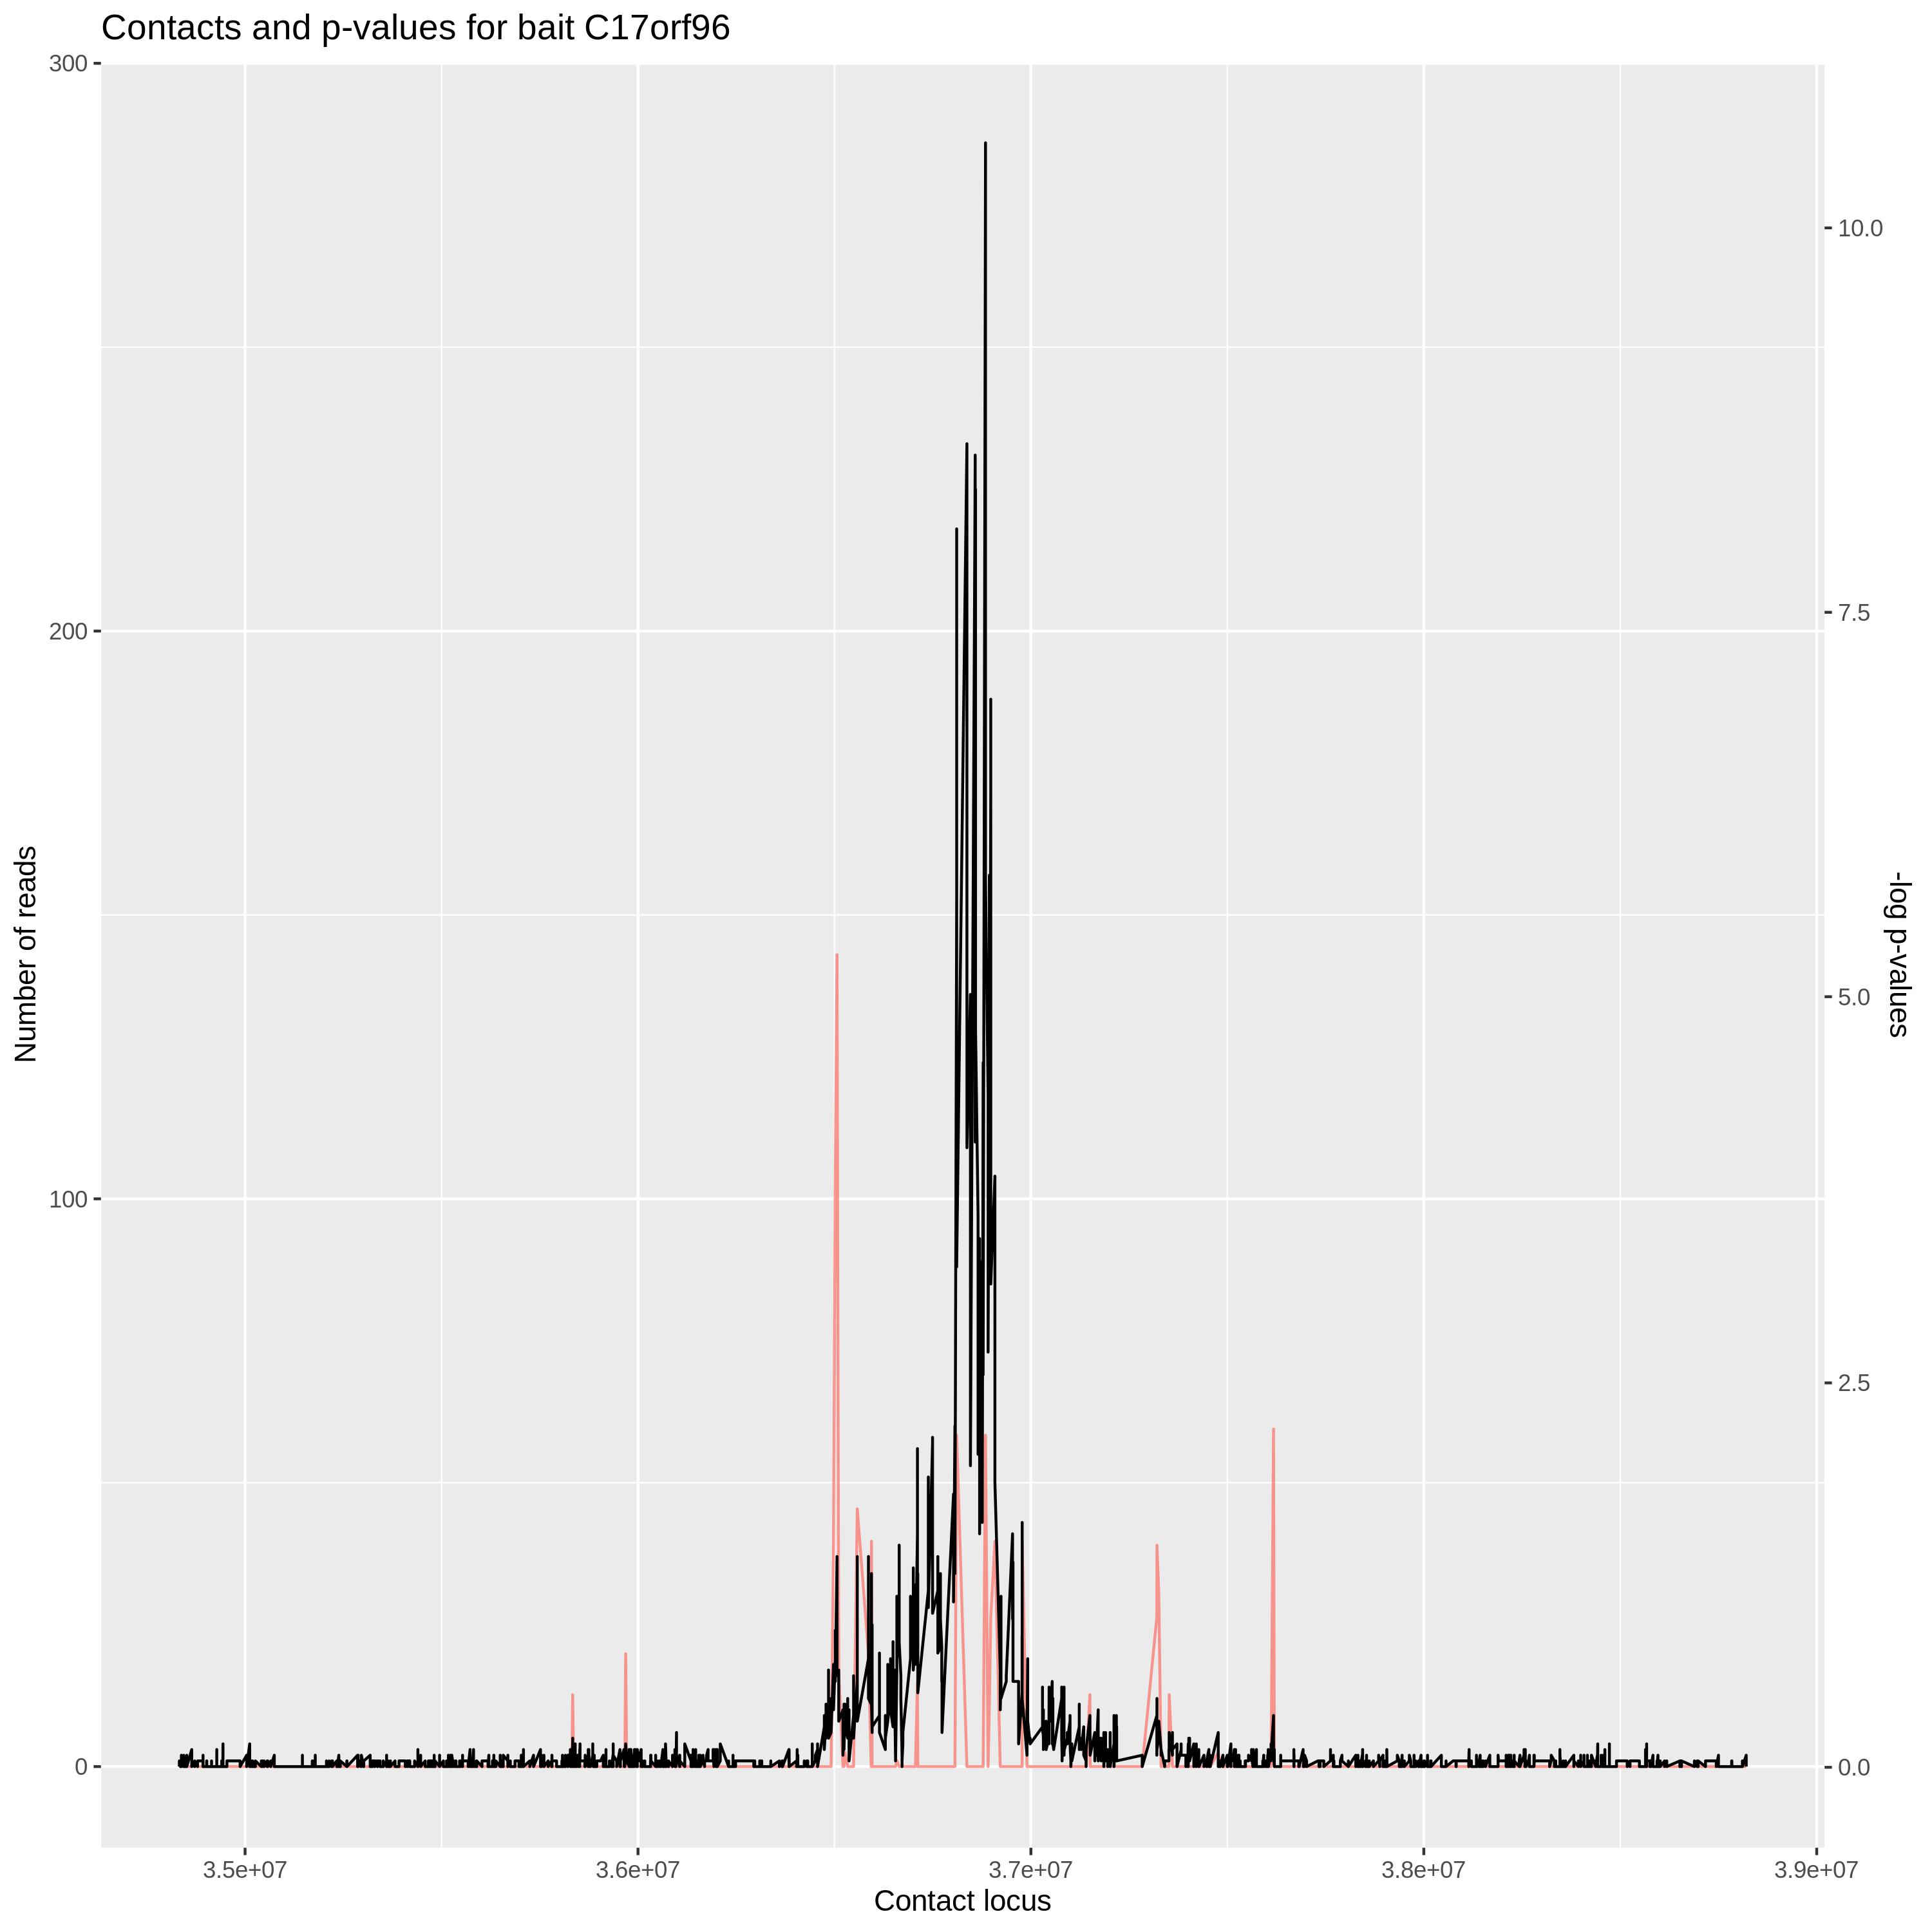 Contacts and p-values for bait C17orf96
300
200
100
0
Number of reads
10.0
7.5
5.0
2.5
0.0
-log p-values
3.5e+07
3.6e+07
3.7e+07
3.8e+07
3.9e+07
Contact locus